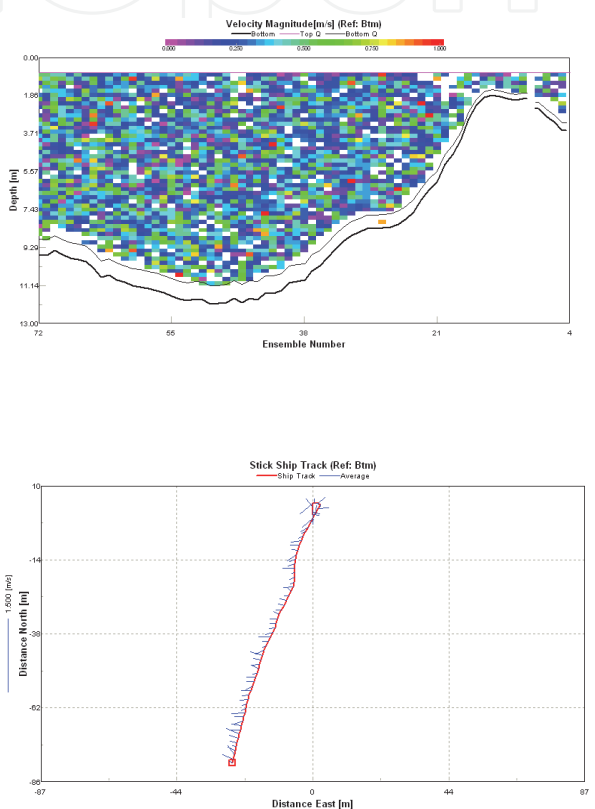 Velocity Magnitude[m/s] (Ref: Btm)
Bottom Top Q Bottom Q
0.000 0.250 0.500 0.750 1.000
Depth [m]
0.00
1.86
3.71
5.57
7.43
9.29
11.14
13.00
72 55 38 21 4
Ensemble Number
Stick Ship Track (Ref: Btm)
Ship Track Average
1.500 [m/s]
Distance North [m]
10
-14
-38
-62
-86
-87 -44 0 44 87
Distance East [m]